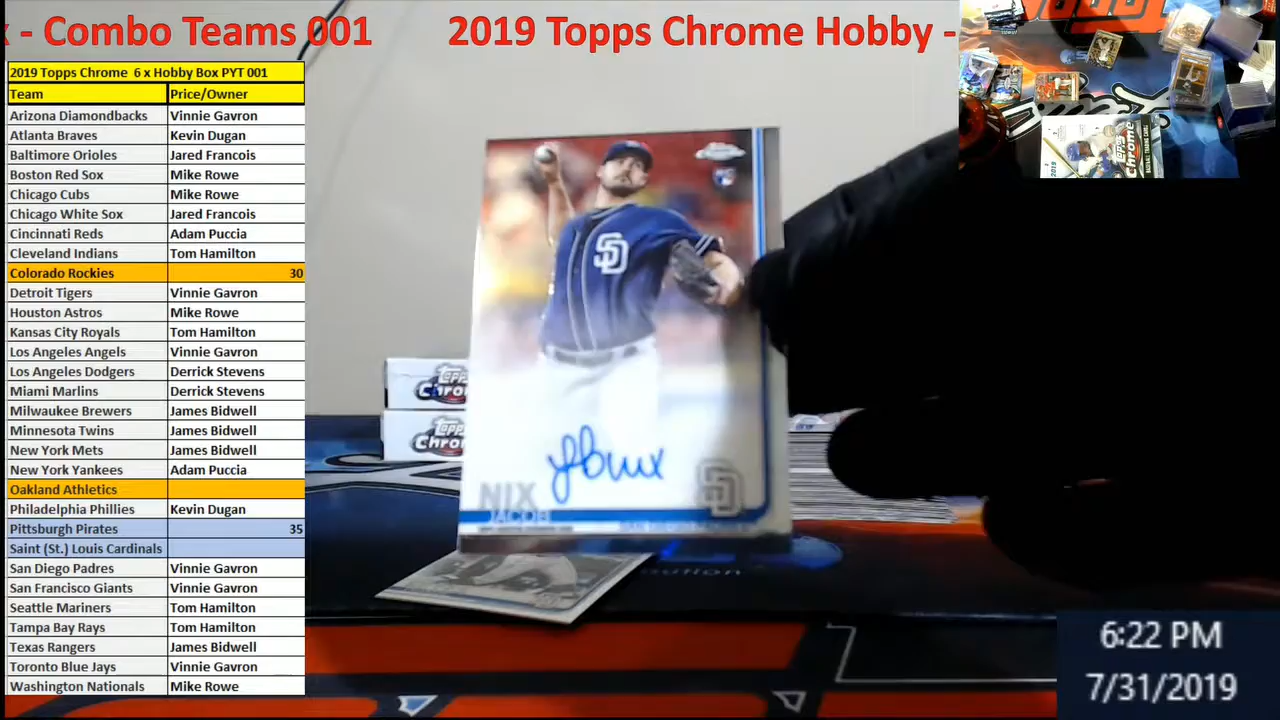 - Combo Teams 001
2019 Topps Chrome Hobby -
2019 Topps Chrome 6 x Hobby Box PYT 001
Team Price/Owner
Arizona Diamondbacks Vinnie Gavron
Atlanta Braves Kevin Dugan
Baltimore Orioles Jared Francois
Boston Red Sox Mike Rowe
Chicago Cubs Mike Rowe
Chicago White Sox Jared Francois
Cincinnati Reds Adam Puccia
Cleveland Indians Tom Hamilton
Colorado Rockies 30
Detroit Tigers Vinnie Gavron
Houston Astros Mike Rowe
Kansas City Royals Tom Hamilton
Los Angeles Angels Vinnie Gavron
Los Angeles Dodgers Derrick Stevens
Miami Marlins Derrick Stevens
Milwaukee Brewers James Bidwell
Minnesota Twins James Bidwell
New York Mets James Bidwell
New York Yankees Adam Puccia
Oakland Athletics
Philadelphia Phillies Kevin Dugan
Pittsburgh Pirates 35
Saint (St.) Louis Cardinals
San Diego Padres Vinnie Gavron
San Francisco Giants Vinnie Gavron
Seattle Mariners Tom Hamilton
Tampa Bay Rays Tom Hamilton
Texas Rangers James Bidwell
Toronto Blue Jays Vinnie Gavron
Washington Nationals Mike Rowe
SD
NIX
JACOB
SD
Topps
Chro
Topps
Chro
Topps
Chrome
2019
6:22 PM
7/31/2019